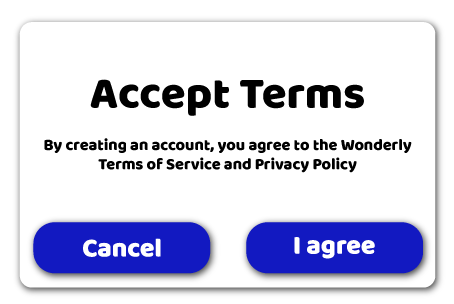 Accept Terms
By creating an account, you agree to the Wonderly
Terms of Service and Privacy Policy
Cancel
I agree